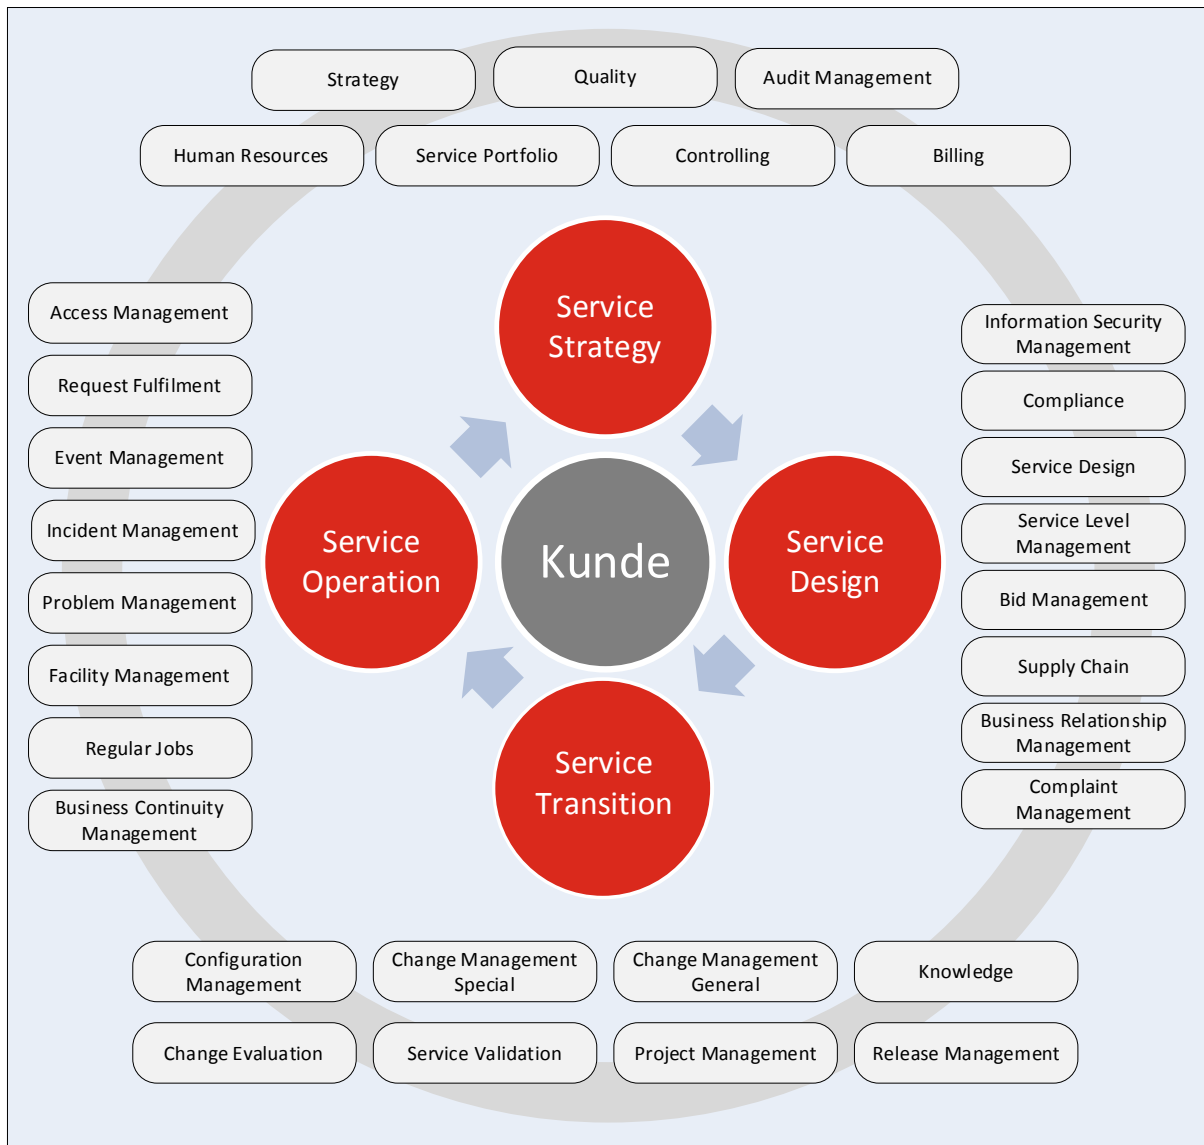 Strategy
Quality
Audit Management
Human Resources
Service Portfolio
Controlling
Billing
Service
Strategy
Access Management
Request Fulfilment
Event Management
Incident Management
Problem Management
Facility Management
Regular Jobs
Business Continuity
Management
Service
Operation
Kunde
Service
Design
Information Security
Management
Compliance
Service Design
Service Level
Management
Bid Management
Supply Chain
Business Relationship
Management
Complaint
Management
Service
Transition
Configuration
Management
Change Management
Special
Change Management
General
Knowledge
Change Evaluation
Service Validation
Project Management
Release Management